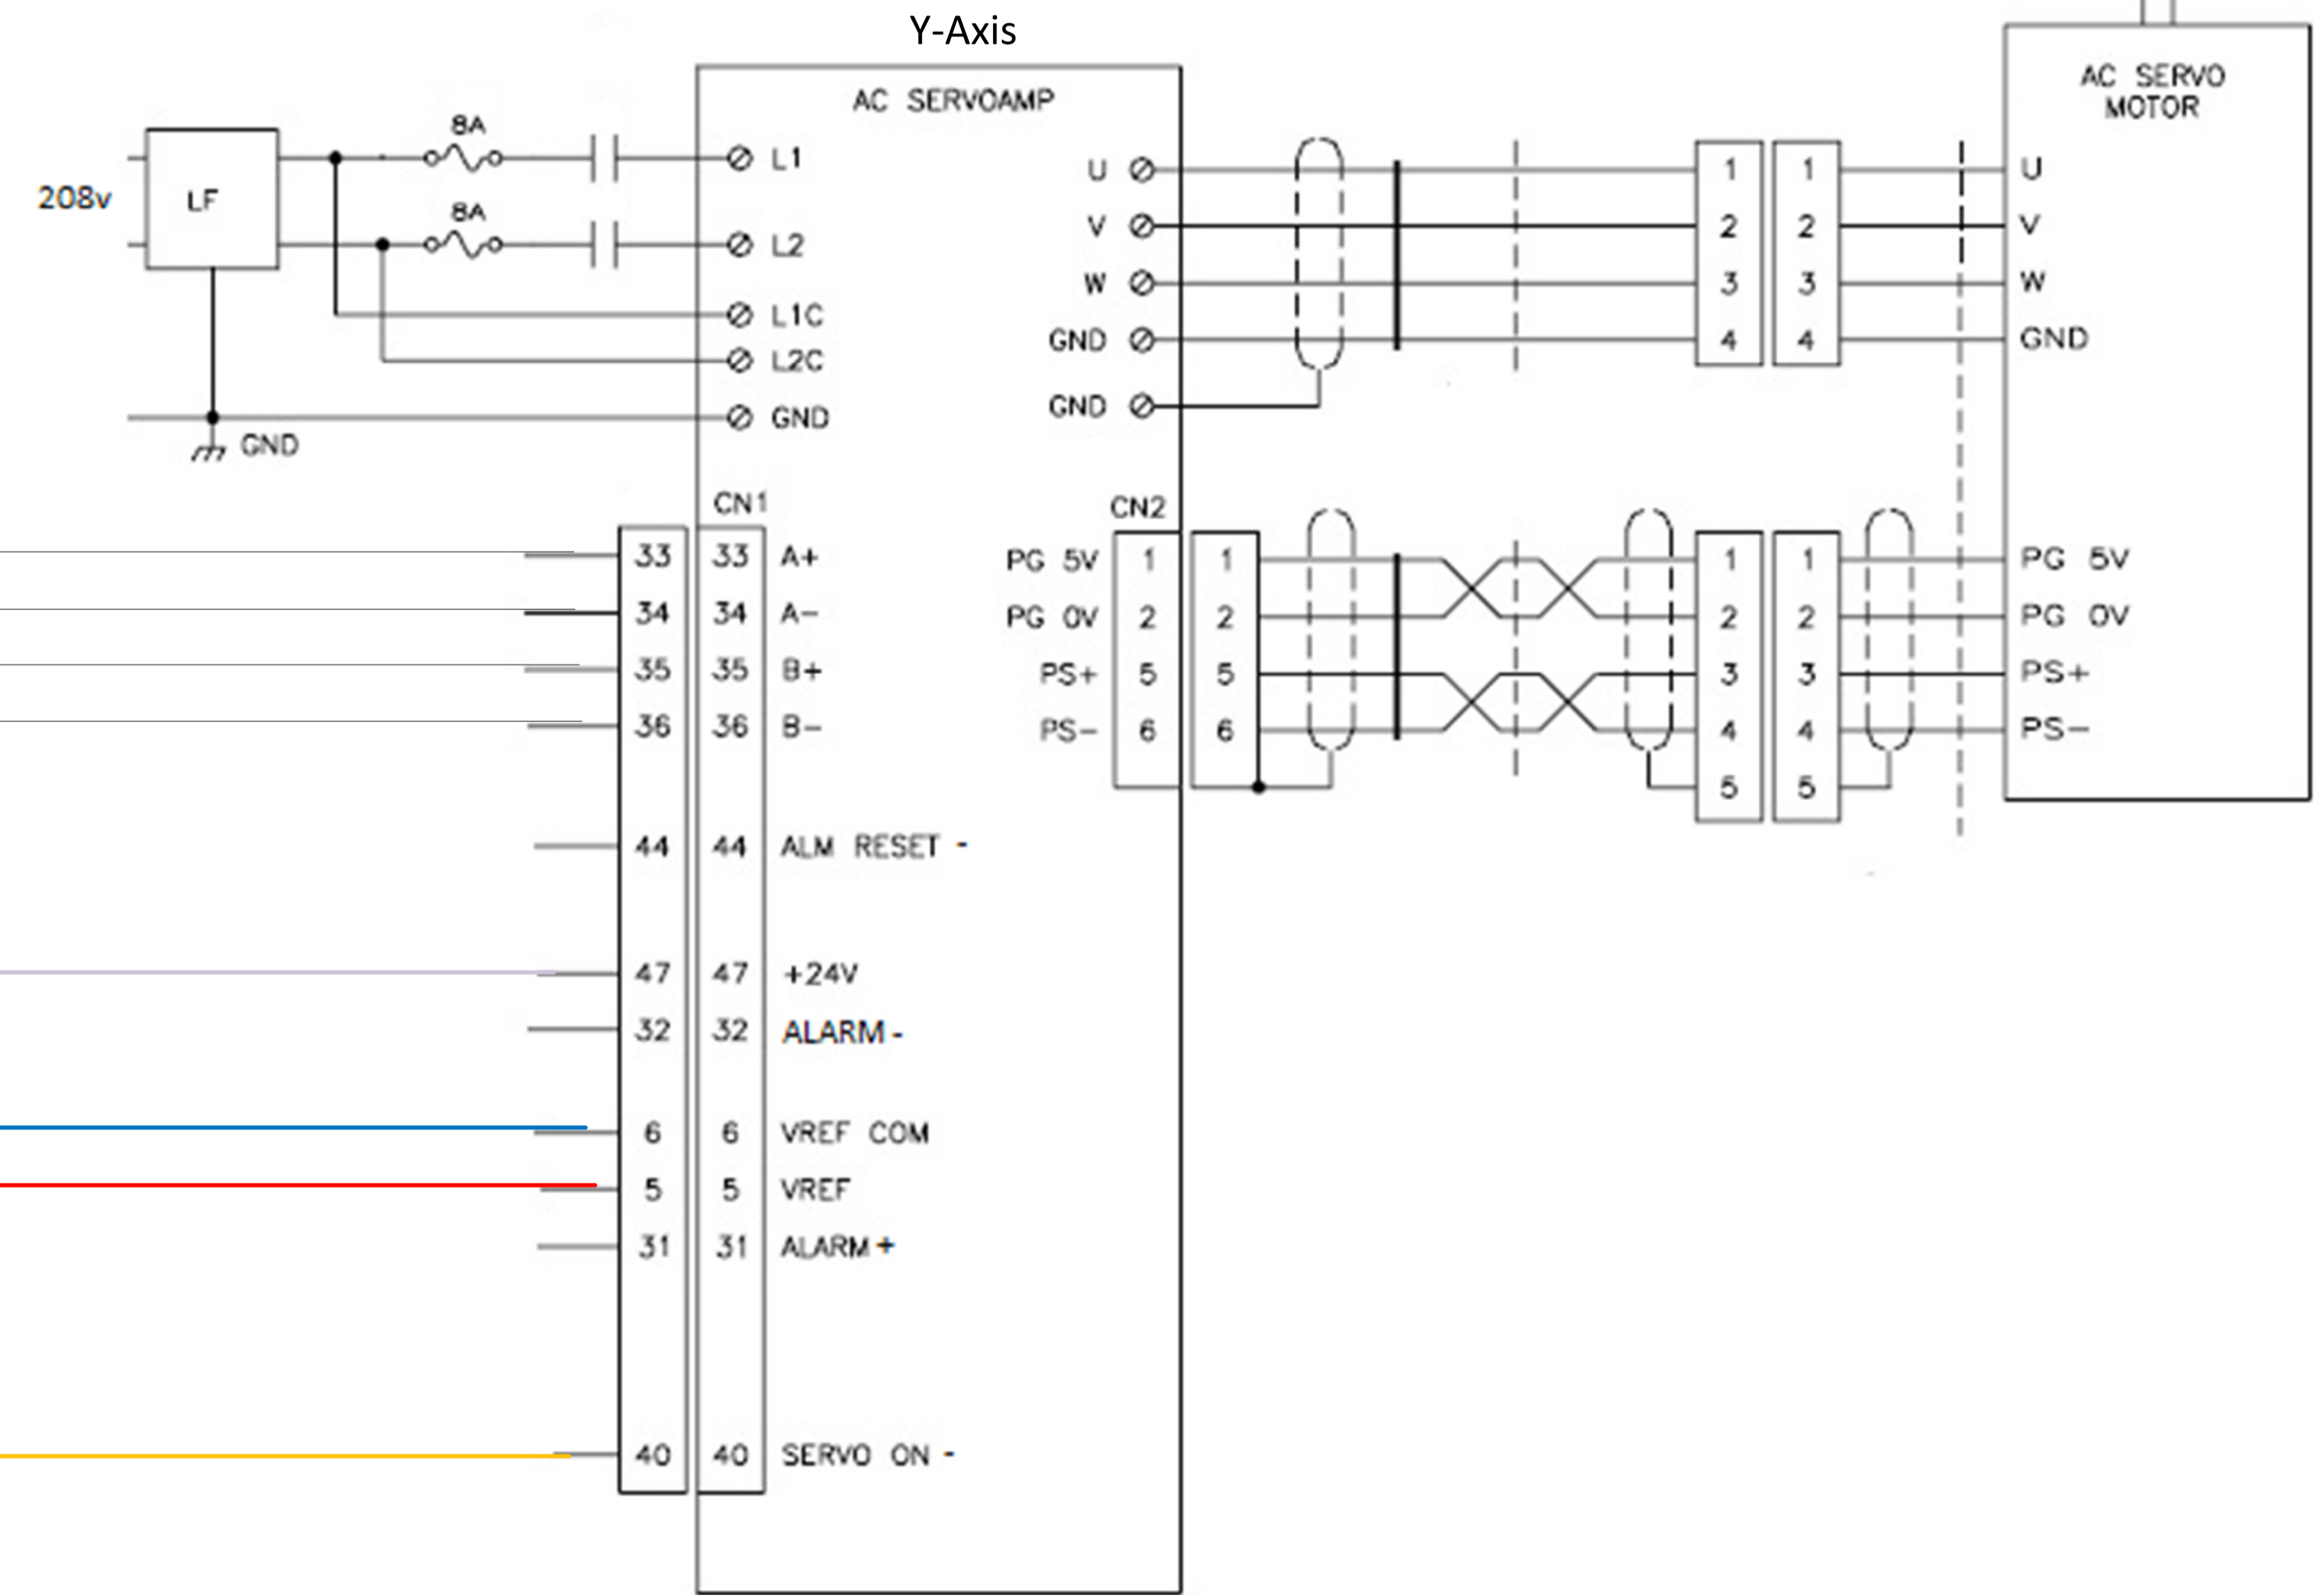 Y-Axis
AC SERVOAMP
AC SERVO
MOTOR
208v
LF
8A
8A
L1
L2
L1C
L2C
GND
GND
U
V
W
GND
GND
1 1
2 2
3 3
4 4
U
V
W
GND
CN1
33 33 A+
34 34 A-
35 35 B+
36 36 B-
44 44 ALM RESET -
47 47 +24V
32 32 ALARM -
6 6 VREF COM
5 5 VREF
31 31 ALARM +
40 40 SERVO ON -
CN2
PG 5V 1 1
PG 0V 2 2
PS+ 5 5
PS- 6 6
1 1 PG 5V
2 2 PG 0V
3 3 PS+
4 4 PS-
5 5